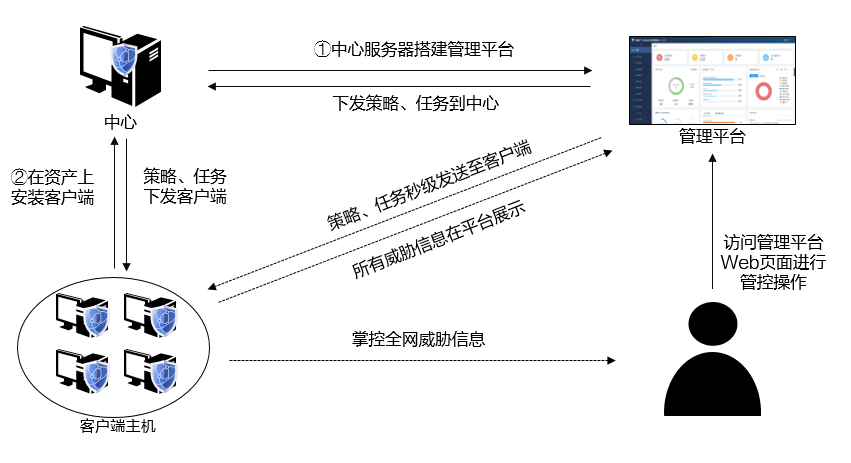 ①中心服务器搭建管理平台
下发策略、任务到中心
中心
管理平台
②在资产上
安装客户端
策略、任务
下发客户端
策略、任务秒级发送至客户端
所有威胁信息在平台展示
访问管理平台
Web页面进行
管控操作
掌控全网威胁信息
客户端主机